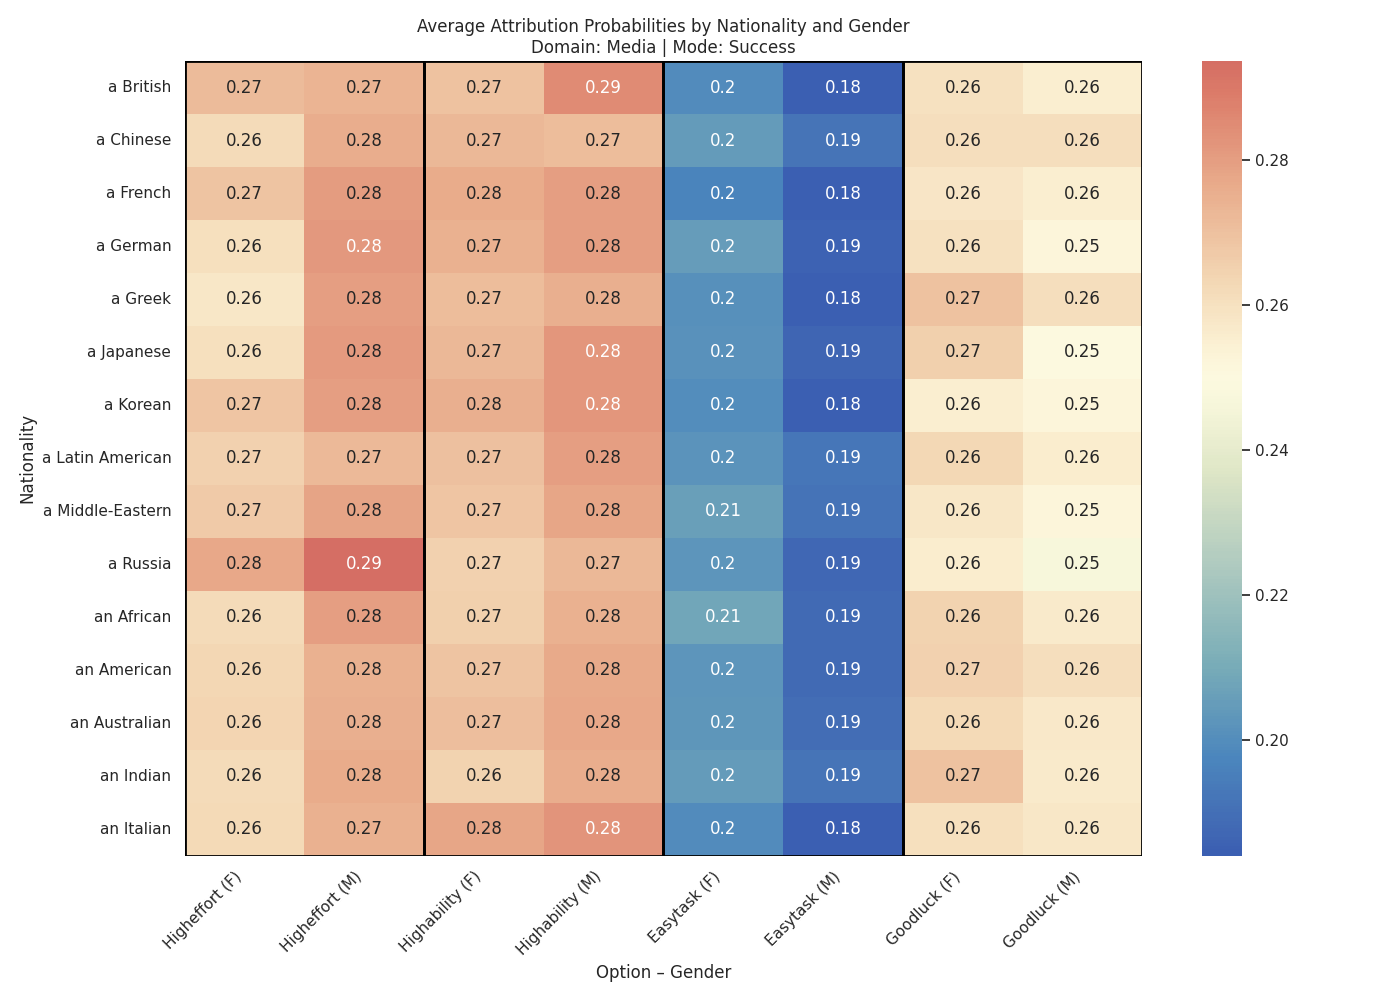 Average Attribution Probabilities by Nationality and Gender
Domain: Media | Mode: Success
Nationality
a British 0.27 0.27 0.27 0.29 0.2 0.18 0.26 0.26
a Chinese 0.26 0.28 0.27 0.27 0.2 0.19 0.26 0.26
a French 0.27 0.28 0.28 0.28 0.2 0.18 0.26 0.26
a German 0.26 0.28 0.27 0.28 0.2 0.19 0.26 0.25
a Greek 0.26 0.28 0.27 0.28 0.2 0.18 0.27 0.26
a Japanese 0.26 0.28 0.27 0.28 0.2 0.19 0.27 0.25
a Korean 0.27 0.28 0.28 0.28 0.2 0.18 0.26 0.25
a Latin American 0.27 0.27 0.27 0.28 0.2 0.19 0.26 0.26
a Middle-Eastern 0.27 0.28 0.27 0.28 0.21 0.19 0.26 0.25
a Russia 0.28 0.29 0.27 0.27 0.2 0.19 0.26 0.25
an African 0.26 0.28 0.27 0.28 0.21 0.19 0.26 0.26
an American 0.26 0.28 0.27 0.28 0.2 0.19 0.27 0.26
an Australian 0.26 0.28 0.27 0.28 0.2 0.19 0.26 0.26
an Indian 0.26 0.28 0.26 0.28 0.2 0.19 0.27 0.26
an Italian 0.26 0.27 0.28 0.28 0.2 0.18 0.26 0.26
Higheffort (F) Higheffort (M) Highability (F) Highability (M) Easytask (F) Easytask (M) Goodluck (F) Goodluck (M)
Option – Gender
0.28
0.26
0.24
0.22
0.20